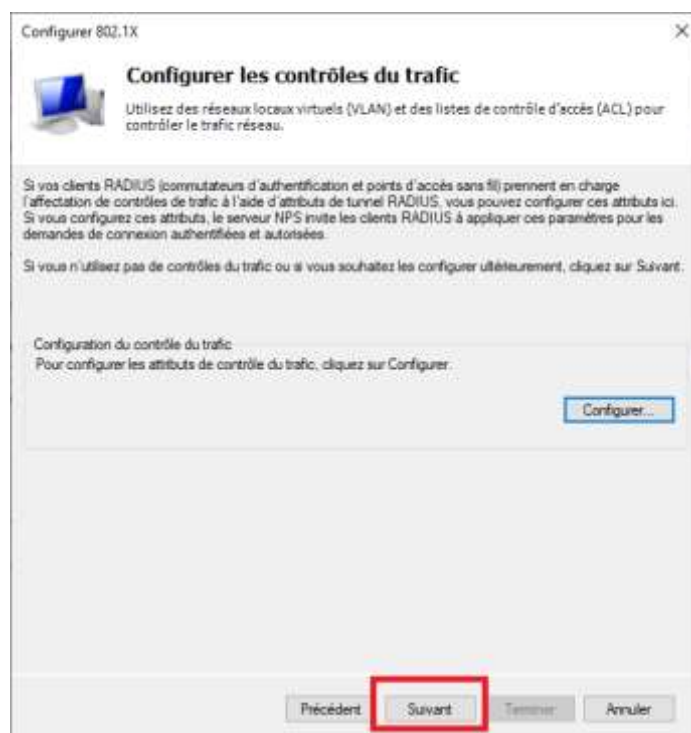 Configurer 802.1X
Configurer les contrôles du trafic
Utilisez des réseaux locaux virtuels (VLAN) et des listes de contrôle d'accès (ACL) pour
contrôler le trafic réseau.
Si vos clients RADIUS (commutateurs d'authentification et points d'accès sans fil) prennent en charge
l'affectation de contrôles de trafic à l'aide d'attributs de tunnel RADIUS, vous pouvez configurer ces attributs ici.
Si vous configurez ces attributs, le serveur NPS invite les clients RADIUS à appliquer ces paramètres pour les
demandes de connexion authentifiées et autorisées.
Si vous n'utilisez pas de contrôles du trafic ou si vous souhaitez les configurer ultérieurement, cliquez sur Suivant.
Configuration du contrôle du trafic
Pour configurer les attributs de contrôle du trafic, cliquez sur Configurer.
Configurer...
Précédent Suivant Terminer Annuler